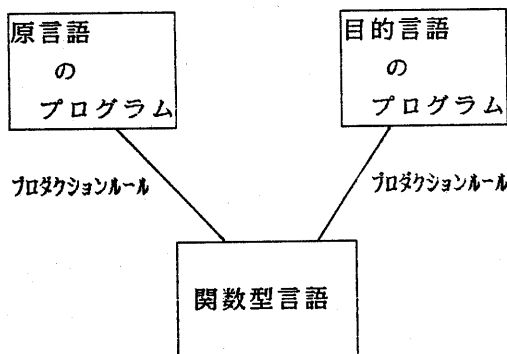 原言語
の
プログラム
目的言語
の
プログラム
プロダクションルール
プロダクションルール
関数型言語